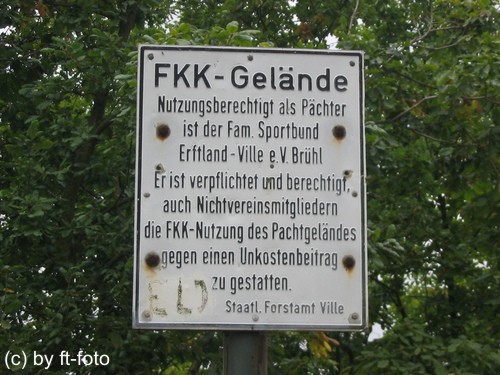 FKK-Gelände
Nutzungsberechtigt als Pächter
ist der Fam. Sportbund
Erftland-Ville e.V. Brühl
Er ist verpflichtet und berechtigt,
auch Nichtvereinsmitgliedern
die FKK-Nutzung des Pachtgeländes
gegen einen Unkostenbeitrag
zu gestatten.
Staatl. Forstamt Ville
(c) by ft-foto